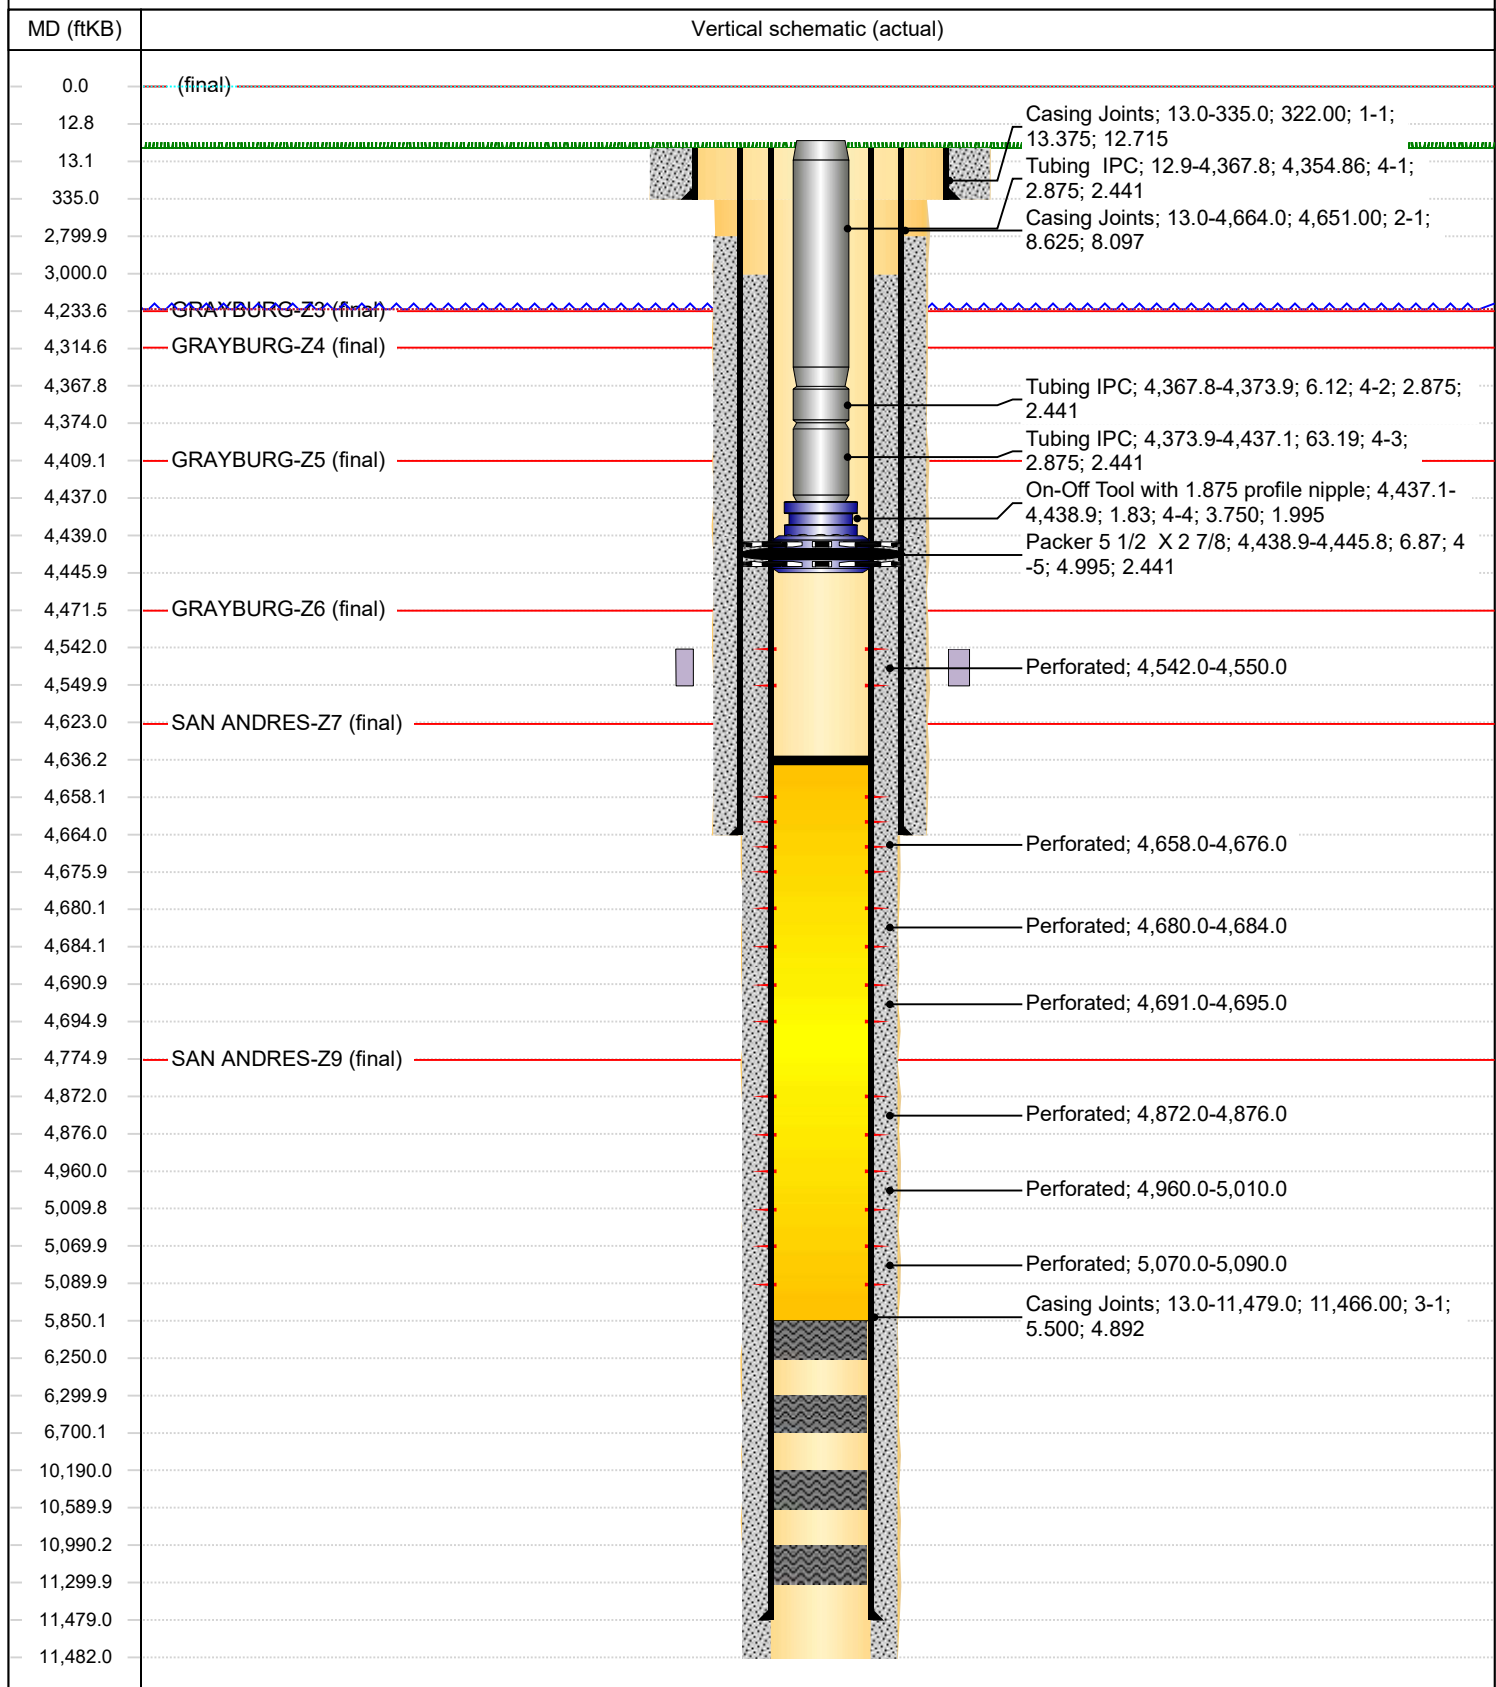 MD (ftKB)
Vertical schematic (actual)
0.0
(final)
12.8
13.1
335.0
2,799.9
3,000.0
4,233.6
GRAYBURG-Z3 (final)
4,314.6
GRAYBURG-Z4 (final)
4,367.8
4,374.0
4,409.1
GRAYBURG-Z5 (final)
4,437.0
4,439.0
4,445.9
4,471.5
GRAYBURG-Z6 (final)
4,542.0
4,549.9
4,623.0
SAN ANDRES-Z7 (final)
4,636.2
4,658.1
4,664.0
4,675.9
4,680.1
4,684.1
4,690.9
4,694.9
4,774.9
SAN ANDRES-Z9 (final)
4,872.0
4,876.0
4,960.0
5,009.8
5,069.9
5,089.9
5,850.1
6,250.0
6,299.9
6,700.1
10,190.0
10,589.9
10,990.2
11,299.9
11,479.0
11,482.0
Casing Joints; 13.0-335.0; 322.00; 1-1;
13.375; 12.715
Tubing  IPC; 12.9-4,367.8; 4,354.86; 4-1;
2.875; 2.441
Casing Joints; 13.0-4,664.0; 4,651.00; 2-1;
8.625; 8.097
Tubing IPC; 4,367.8-4,373.9; 6.12; 4-2; 2.875;
2.441
Tubing IPC; 4,373.9-4,437.1; 63.19; 4-3;
2.875; 2.441
On-Off Tool with 1.875 profile nipple; 4,437.1-
4,438.9; 1.83; 4-4; 3.750; 1.995
Packer 5 1/2  X 2 7/8; 4,438.9-4,445.8; 6.87; 4
-5; 4.995; 2.441
Perforated; 4,542.0-4,550.0
Perforated; 4,658.0-4,676.0
Perforated; 4,680.0-4,684.0
Perforated; 4,691.0-4,695.0
Perforated; 4,872.0-4,876.0
Perforated; 4,960.0-5,010.0
Perforated; 5,070.0-5,090.0
Casing Joints; 13.0-11,479.0; 11,466.00; 3-1;
5.500; 4.892